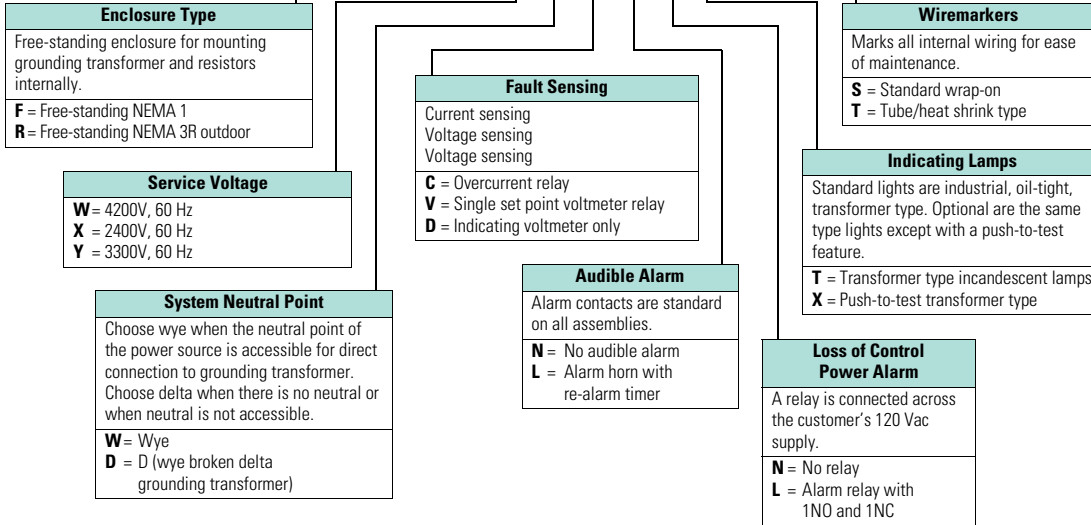 Enclosure Type
Free-standing enclosure for mounting
grounding transformer and resistors
internally.
F = Free-standing NEMA 1
R = Free-standing NEMA 3R outdoor
Service Voltage
W = 4200V, 60 Hz
X = 2400V, 60 Hz
Y = 3300V, 60 Hz
System Neutral Point
Choose wye when the neutral point of
the power source is accessible for direct
connection to grounding transformer.
Choose delta when there is no neutral or
when neutral is not accessible.
W = Wye
D = D (wye broken delta
grounding transformer)
Fault Sensing
Current sensing
Voltage sensing
Voltage sensing
C = Overcurrent relay
V = Single set point voltmeter relay
D = Indicating voltmeter only
Audible Alarm
Alarm contacts are standard
on all assemblies.
N = No audible alarm
L = Alarm horn with
re-alarm timer
Loss of Control
Power Alarm
A relay is connected across
the customer's 120 Vac
supply.
N = No relay
L = Alarm relay with
1NO and 1NC
Indicating Lamps
Standard lights are industrial, oil-tight,
transformer type. Optional are the same
type lights except with a push-to-test
feature.
T = Transformer type incandescent lamps
X = Push-to-test transformer type
Wiremarkers
Marks all internal wiring for ease
of maintenance.
S = Standard wrap-on
T = Tube/heat shrink type